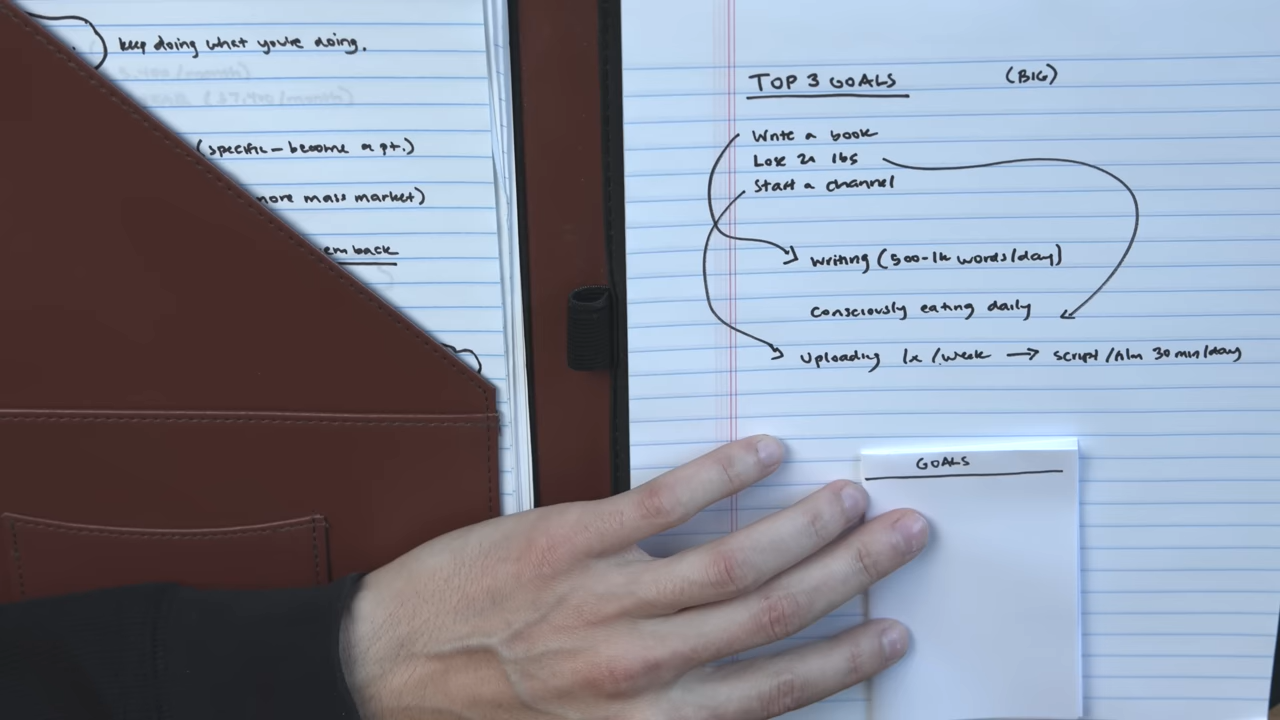 keep doing what you're doing.
(specific – become a pt.)
more mass market)
em back
TOP 3 GOALS (BIG)
Write a book
Lose 20 lbs
Start a channel
Writing (500-1k words/day)
Consciously eating daily
Uploading 1x/week → script/film 30 min/day
GOALS